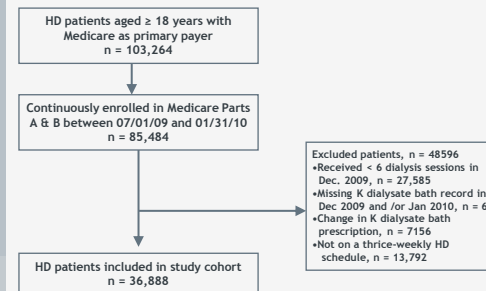 HD patients aged ≥ 18 years with
Medicare as primary payer
n = 103,264
Continuously enrolled in Medicare Parts
A & B between 07/01/09 and 01/31/10
n = 85,484
Excluded patients, n = 48596
•Received < 6 dialysis sessions in
Dec. 2009, n = 27,585
•Missing K dialysate bath record in
Dec 2009 and /or Jan 2010, n = 6
•Change in K dialysate bath
prescription, n = 7156
•Not on a thrice-weekly HD
schedule, n = 13,792
HD patients included in study cohort
n = 36,888